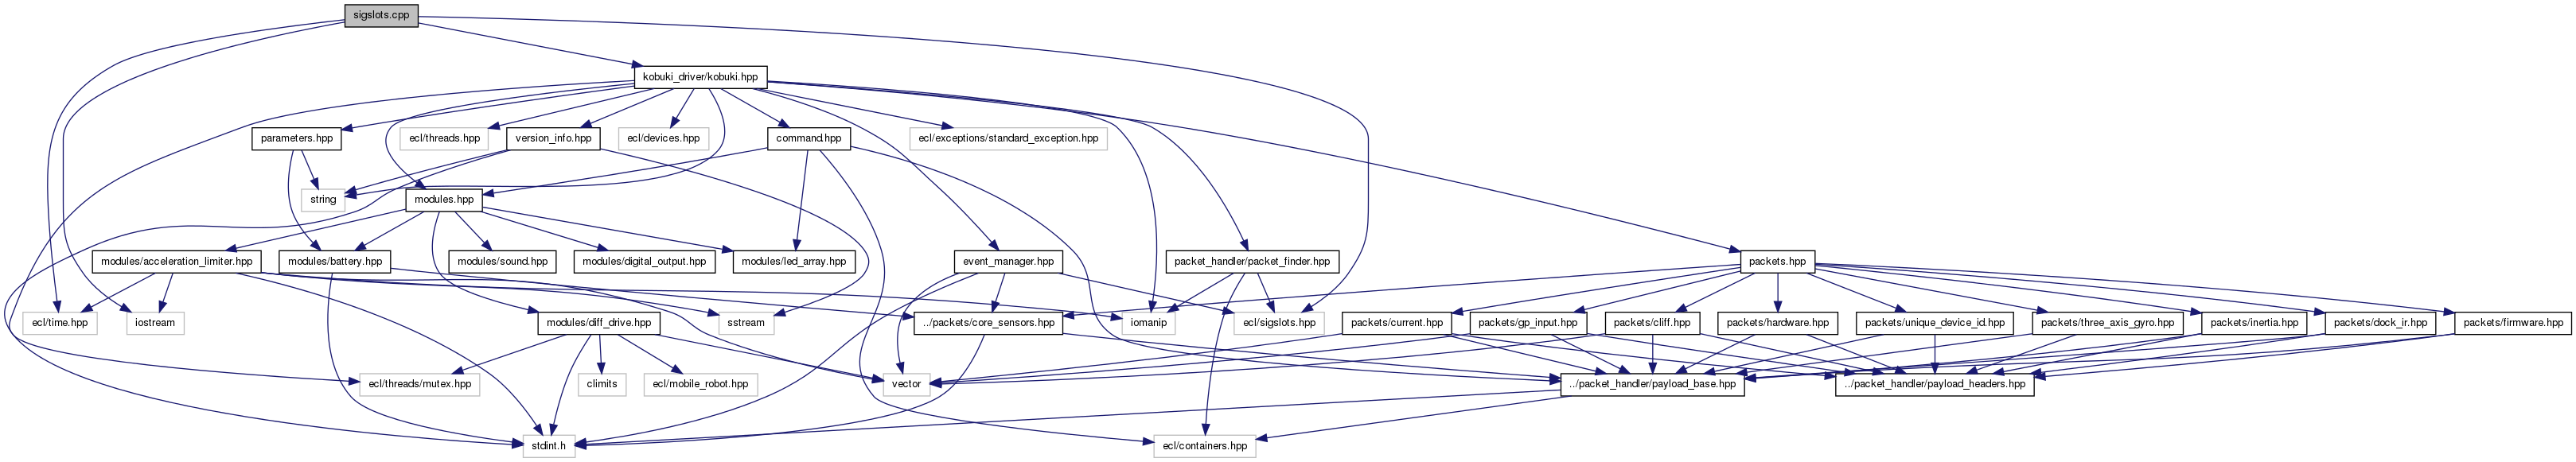 sigslots.cpp
kobuki_driver/kobuki.hpp
parameters.hpp
ecl/threads.hpp
version_info.hpp
ecl/devices.hpp
command.hpp
ecl/exceptions/standard_exception.hpp
string
modules.hpp
modules/acceleration_limiter.hpp
modules/battery.hpp
modules/sound.hpp
modules/digital_output.hpp
modules/led_array.hpp
event_manager.hpp
packet_handler/packet_finder.hpp
packets.hpp
ecl/time.hpp
iostream
modules/diff_drive.hpp
sstream
../packets/core_sensors.hpp
iomanip
ecl/sigslots.hpp
packets/current.hpp
packets/gp_input.hpp
packets/cliff.hpp
packets/hardware.hpp
packets/unique_device_id.hpp
packets/three_axis_gyro.hpp
packets/inertia.hpp
packets/dock_ir.hpp
packets/firmware.hpp
ecl/threads/mutex.hpp
climits
ecl/mobile_robot.hpp
vector
../packet_handler/payload_base.hpp
../packet_handler/payload_headers.hpp
stdint.h
ecl/containers.hpp